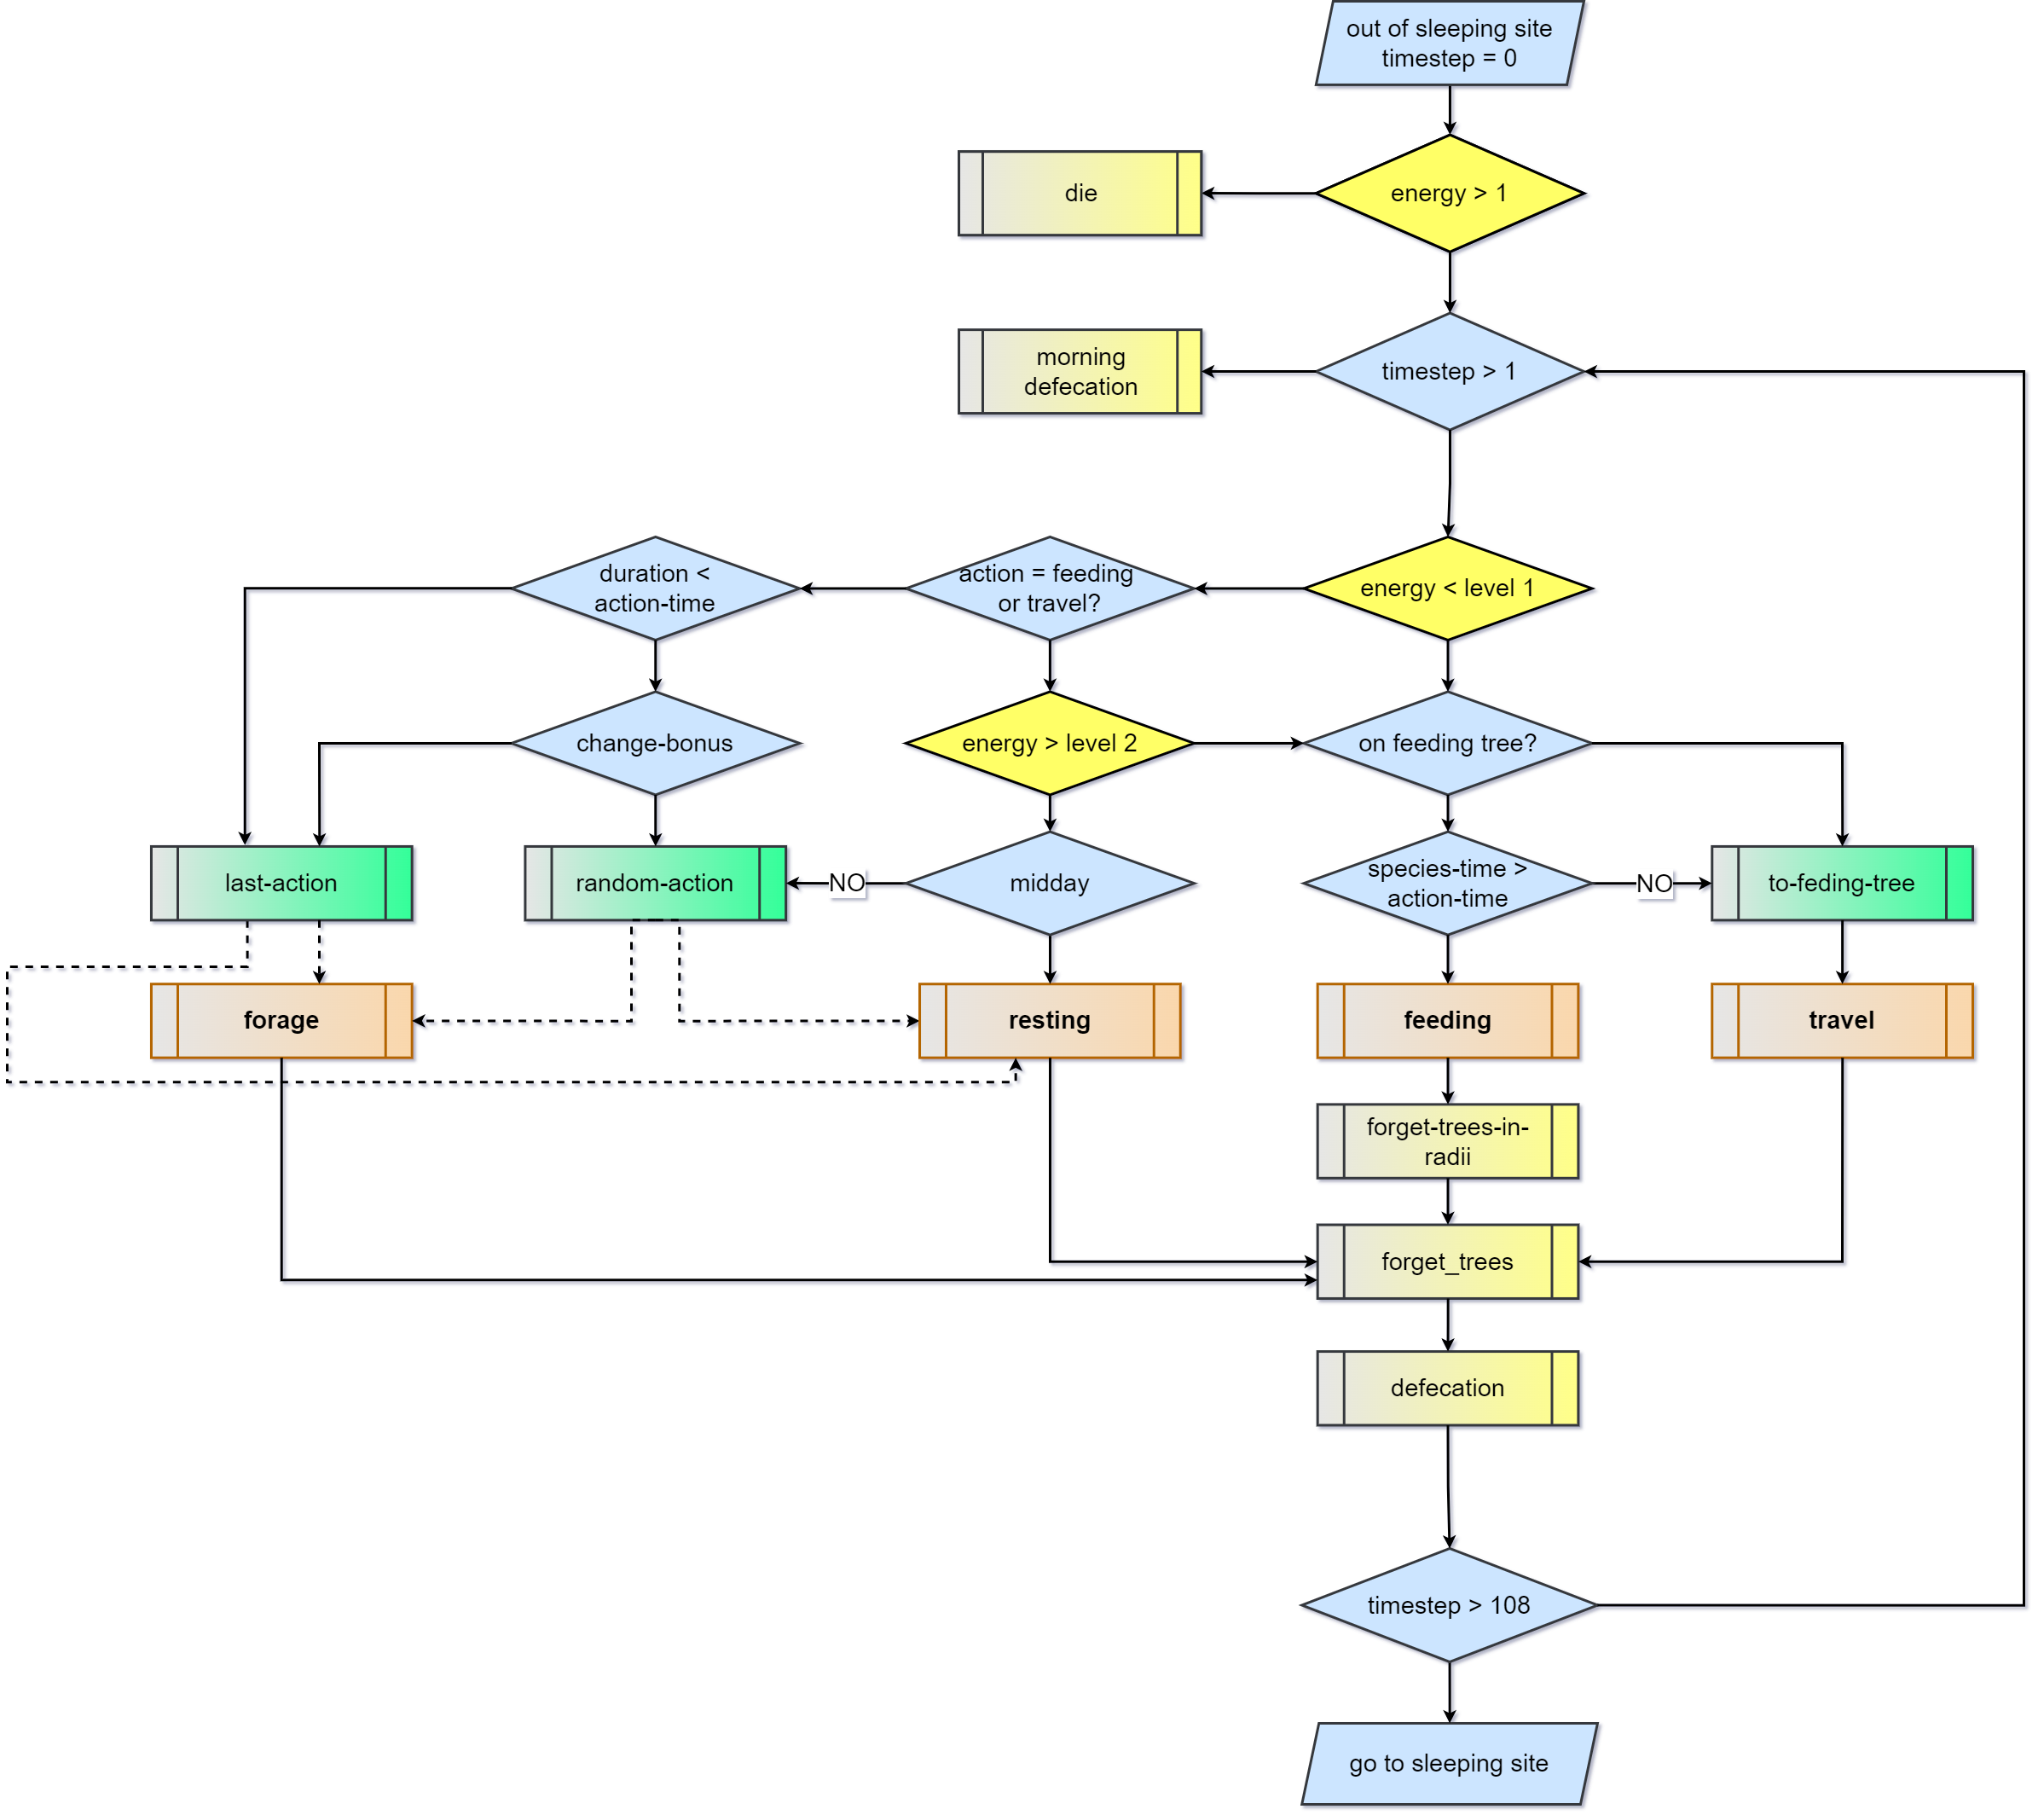 out of sleeping site
timestep = 0
die
energy > 1
morning
defecation
timestep > 1
duration <
action-time
action = feeding
or travel?
energy < level 1
change-bonus
energy > level 2
on feeding tree?
last-action
random-action
NO
midday
species-time >
action-time
NO
to-feding-tree
forage
resting
feeding
travel
forget-trees-in-
radii
forget_trees
defecation
timestep > 108
go to sleeping site